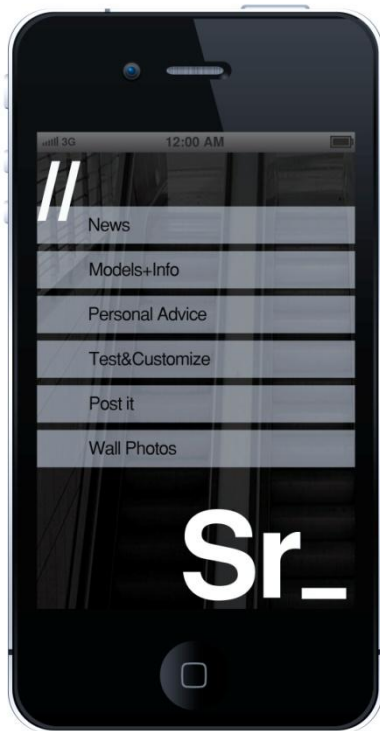 3G 12:00 AM
//
News
Models+Info
Personal Advice
Test&Customize
Post it
Wall Photos
Sr_